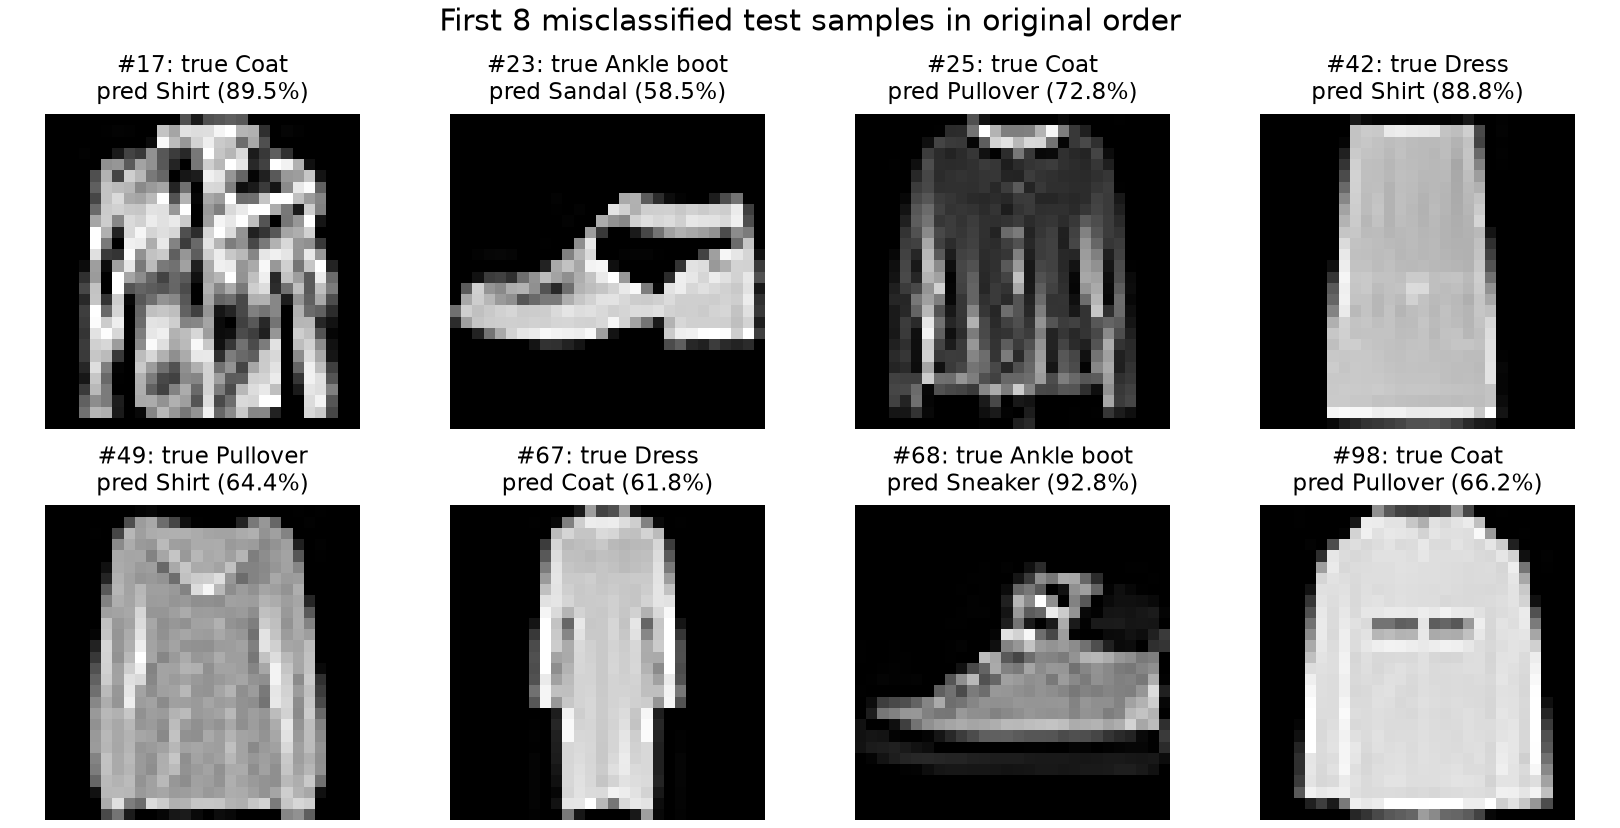 First 8 misclassified test samples in original order
#17: true Coat
pred Shirt (89.5%)
#23: true Ankle boot
pred Sandal (58.5%)
#25: true Coat
pred Pullover (72.8%)
#42: true Dress
pred Shirt (88.8%)
#49: true Pullover
pred Shirt (64.4%)
#67: true Dress
pred Coat (61.8%)
#68: true Ankle boot
pred Sneaker (92.8%)
#98: true Coat
pred Pullover (66.2%)